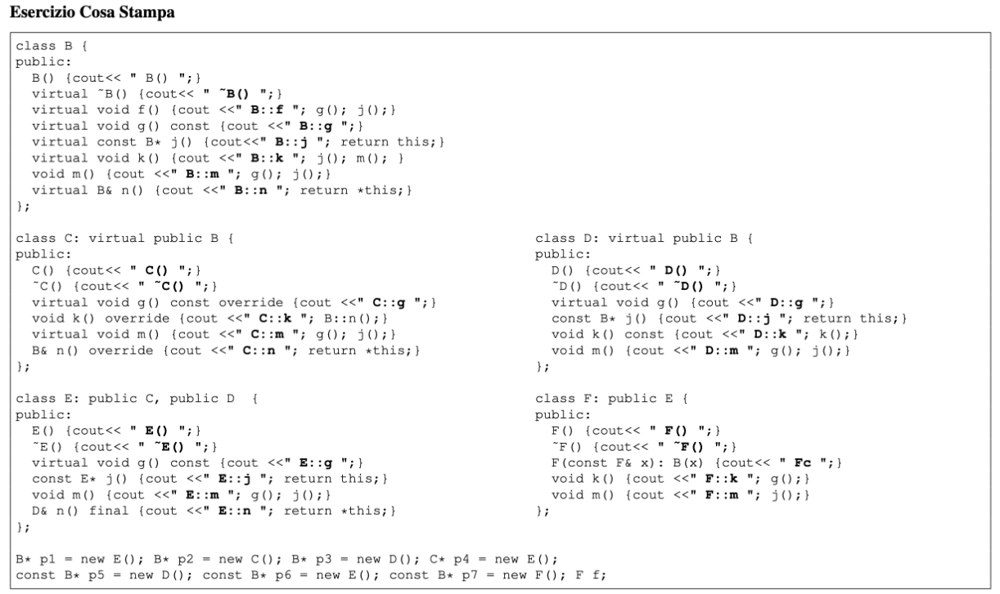 Esercizio Cosa Stampa
class B {
public:
  B() {cout<< " B() ";}
  virtual ~B() {cout<< " ~B() ";}
  virtual void f() {cout <<" B::f "; g(); j();}
  virtual void g() const {cout <<" B::g ";}
  virtual const B* j() {cout<<" B::j "; return this;}
  virtual void k() {cout <<" B::k "; j(); m(); }
  void m() {cout <<" B::m "; g(); j();}
  virtual B& n() {cout <<" B::n "; return *this;}
};
class C: virtual public B {
public:
  C() {cout<< " C() ";}
  ~C() {cout<< " ~C() ";}
  virtual void g() const override {cout <<" C::g ";}
  void k() override {cout <<" C::k "; B::n();}
  virtual void m() {cout <<" C::m "; g(); j();}
  B& n() override {cout <<" C::n "; return *this;}
};
class D: virtual public B {
public:
  D() {cout<< " D() ";}
  ~D() {cout<< " ~D() ";}
  virtual void g() {cout <<" D::g ";}
  const B* j() {cout <<" D::j "; return this;}
  void k() const {cout <<" D::k "; k();}
  void m() {cout <<" D::m "; g(); j();}
};
class E: public C, public D  {
public:
  E() {cout<< " E() ";}
  ~E() {cout<< " ~E() ";}
  virtual void g() const {cout <<" E::g ";}
  const E* j() {cout <<" E::j "; return this;}
  void m() {cout <<" E::m "; g(); j();}
  D& n() final {cout <<" E::n "; return *this;}
};
class F: public E {
public:
  F() {cout<< " F() ";}
  ~F() {cout<< " ~F() ";}
  F(const F& x): B(x) {cout<< " Fc ";}
  void k() {cout <<" F::k "; g();}
  void m() {cout <<" F::m "; j();}
};
B* p1 = new E(); B* p2 = new C(); B* p3 = new D(); C* p4 = new E();
const B* p5 = new D(); const B* p6 = new E(); const B* p7 = new F(); F f;